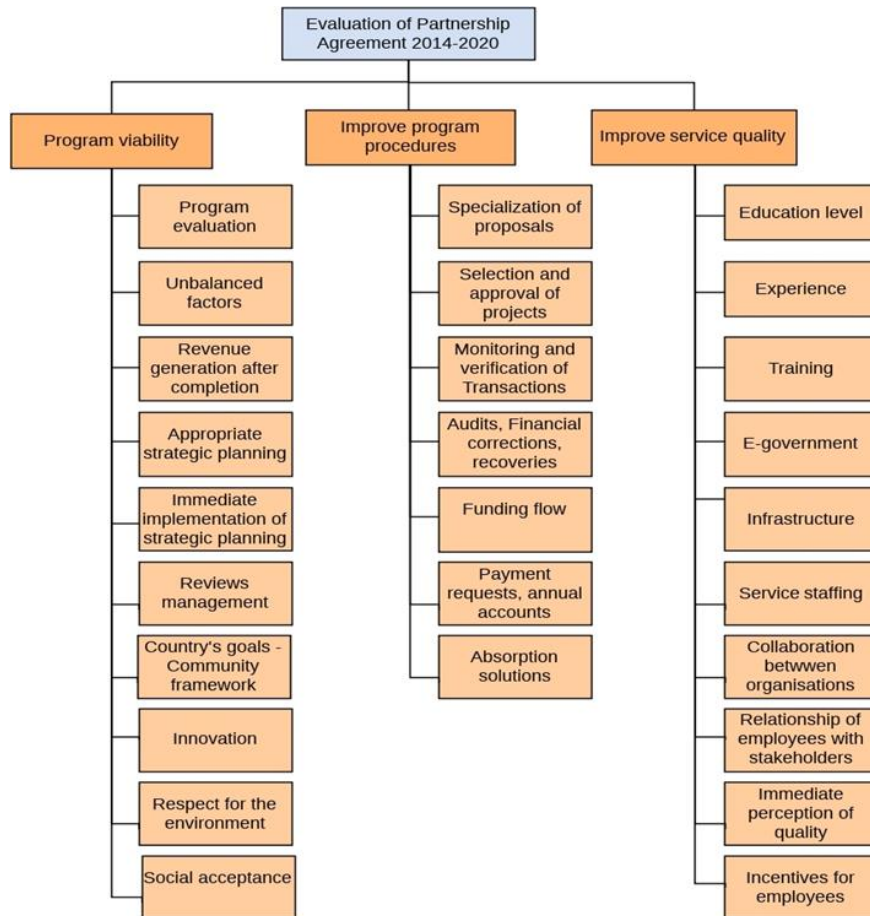 Evaluation of Partnership
Agreement 2014-2020
Program viability
Program
evaluation
Unbalanced
factors
Revenue
generation after
completion
Appropriate
strategic planning
Immediate
implementation of
strategic planning
Reviews
management
Country's goals -
Community
framework
Innovation
Respect for the
environment
Social acceptance
Improve program
procedures
Specialization of
proposals
Selection and
approval of
projects
Monitoring and
verification of
Transactions
Audits, Financial
corrections,
recoveries
Funding flow
Payment
requests, annual
accounts
Absorption
solutions
Improve service quality
Education level
Experience
Training
E-government
Infrastructure
Service staffing
Collaboration
betwwen
organisations
Relationship of
employees with
stakeholders
Immediate
perception of
quality
Incentives for
employees